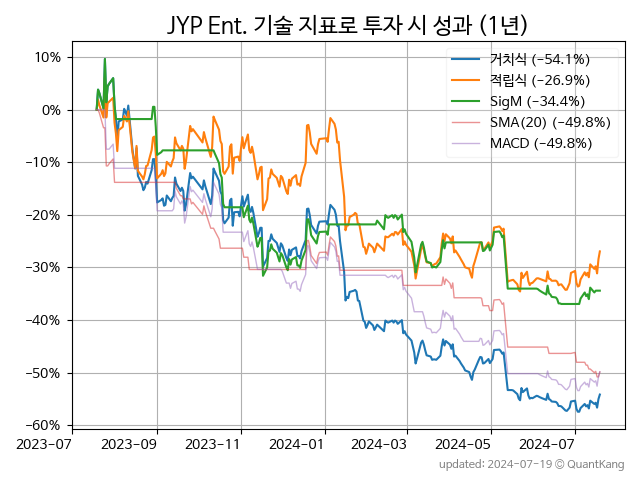 JYP Ent. 기술 지표로 투자 시 성과 (1년)
10%
0%
−10%
−20%
−30%
−40%
−50%
−60%
거치식 (−54.1%)
적립식 (−26.9%)
SigM (−34.4%)
SMA(20) (−49.8%)
MACD (−49.8%)
2023-07 2023-09 2023-11 2024-01 2024-03 2024-05 2024-07
updated: 2024-07-19 © QuantKang